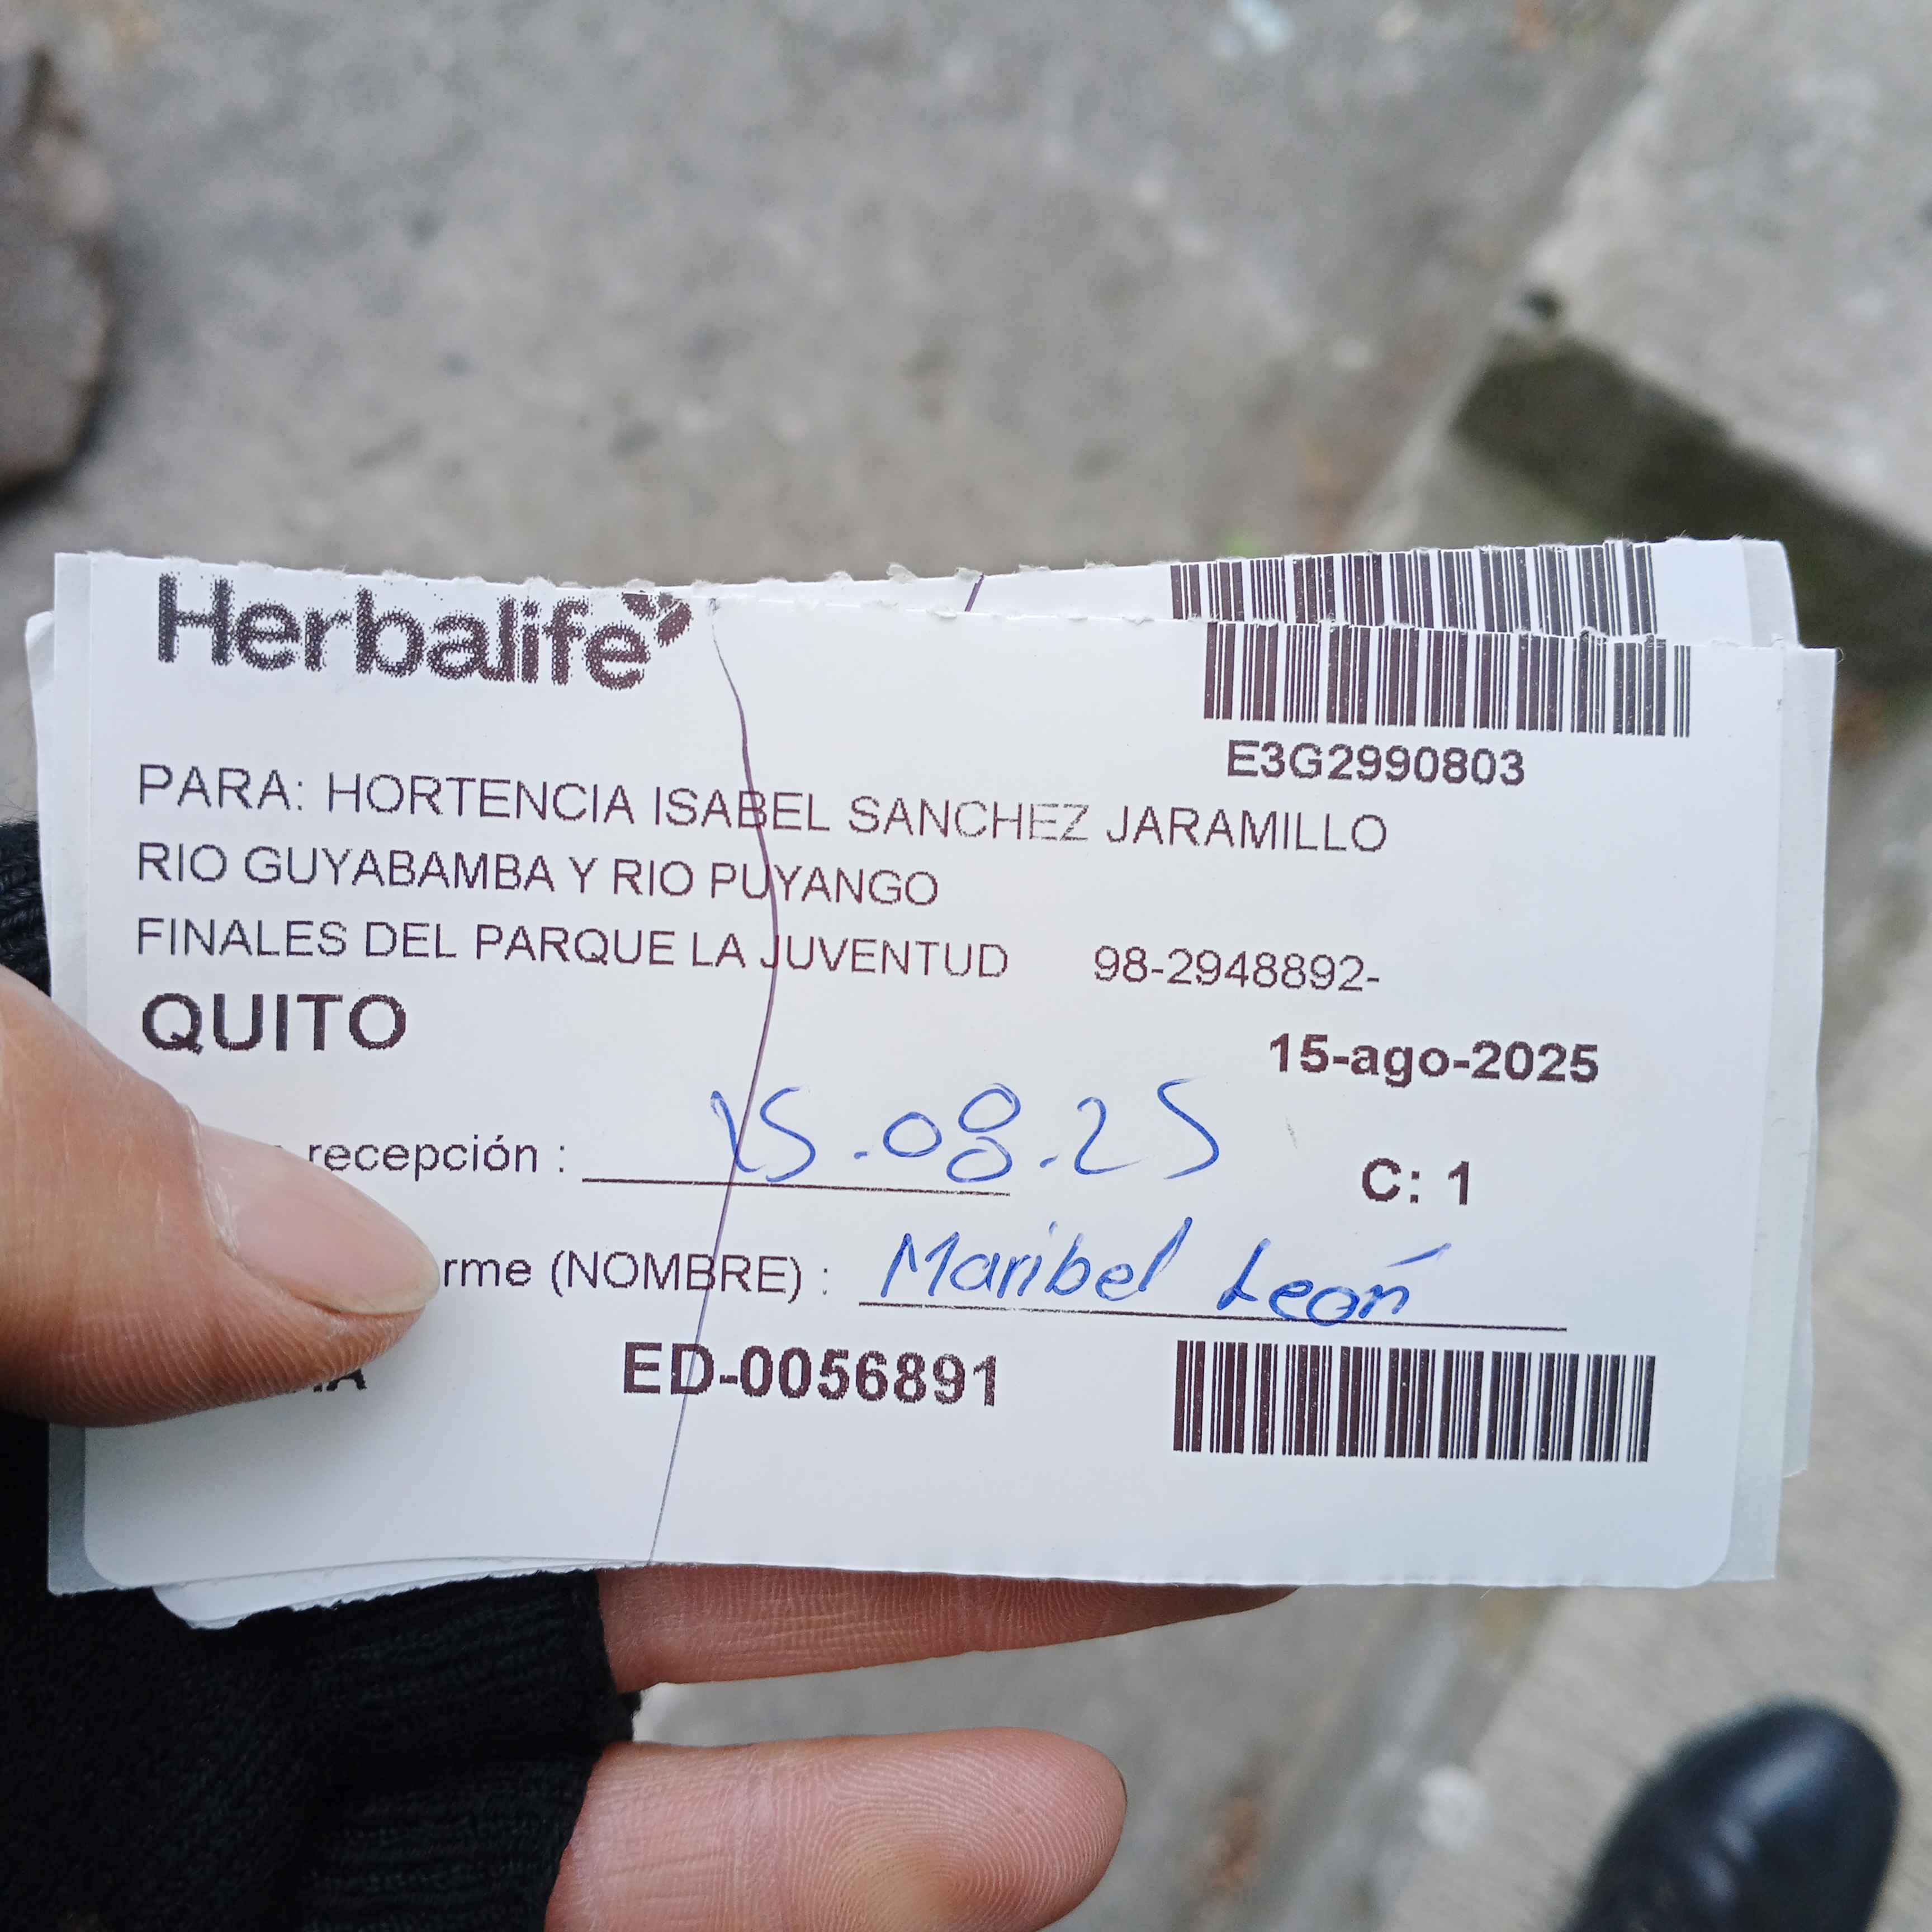 Herbalife
E3G2990803
PARA: HORTENCIA ISABEL SANCHEZ JARAMILLO
RIO GUYABAMBA Y RIO PUYANGO
FINALES DEL PARQUE LA JUVENTUD 98-2948892-
QUITO
15-ago-2025
recepción : 15.08.25
C: 1
rme (NOMBRE) : Maribel León
ED-0056891